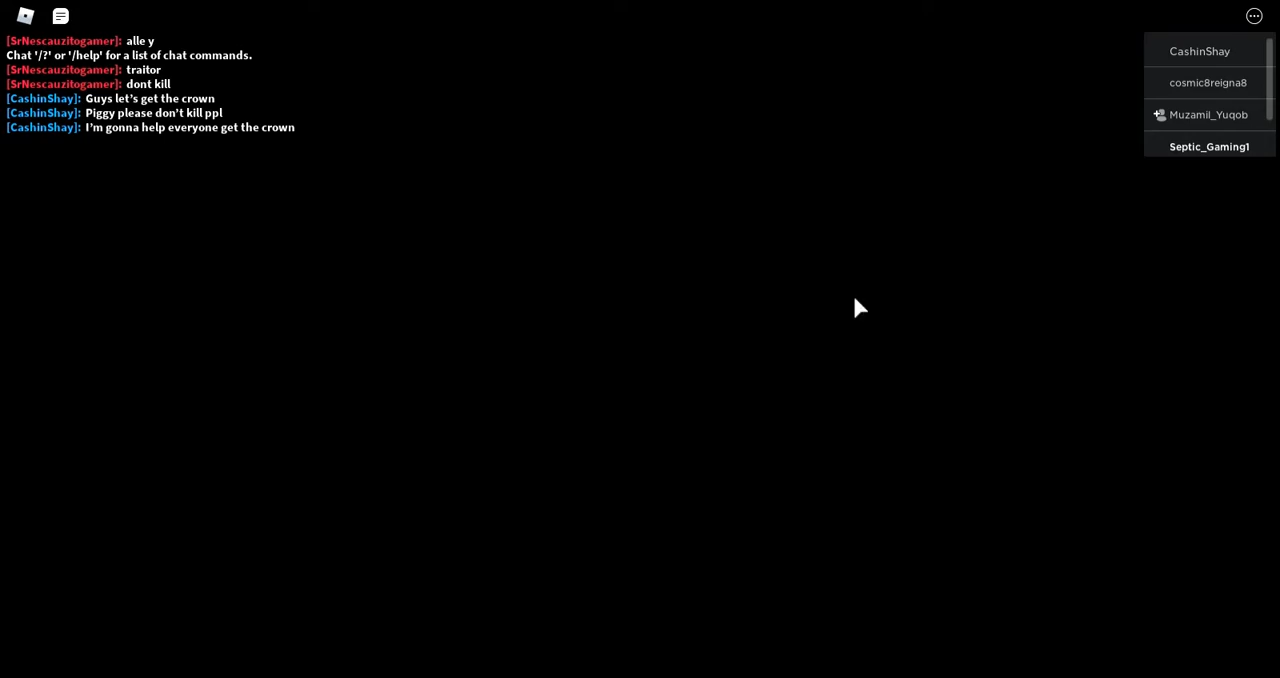 [SrNescauzitogamer]: alle y
Chat '/?' or '/help' for a list of chat commands.
[SrNescauzitogamer]: traitor
[SrNescauzitogamer]: dont kill
[CashinShay]: Guys let’s get the crown
[CashinShay]: Piggy please don’t kill ppl
[CashinShay]: I’m gonna help everyone get the crown
CashinShay
cosmic8reigna8
Muzamil_Yuqob
Septic_Gaming1